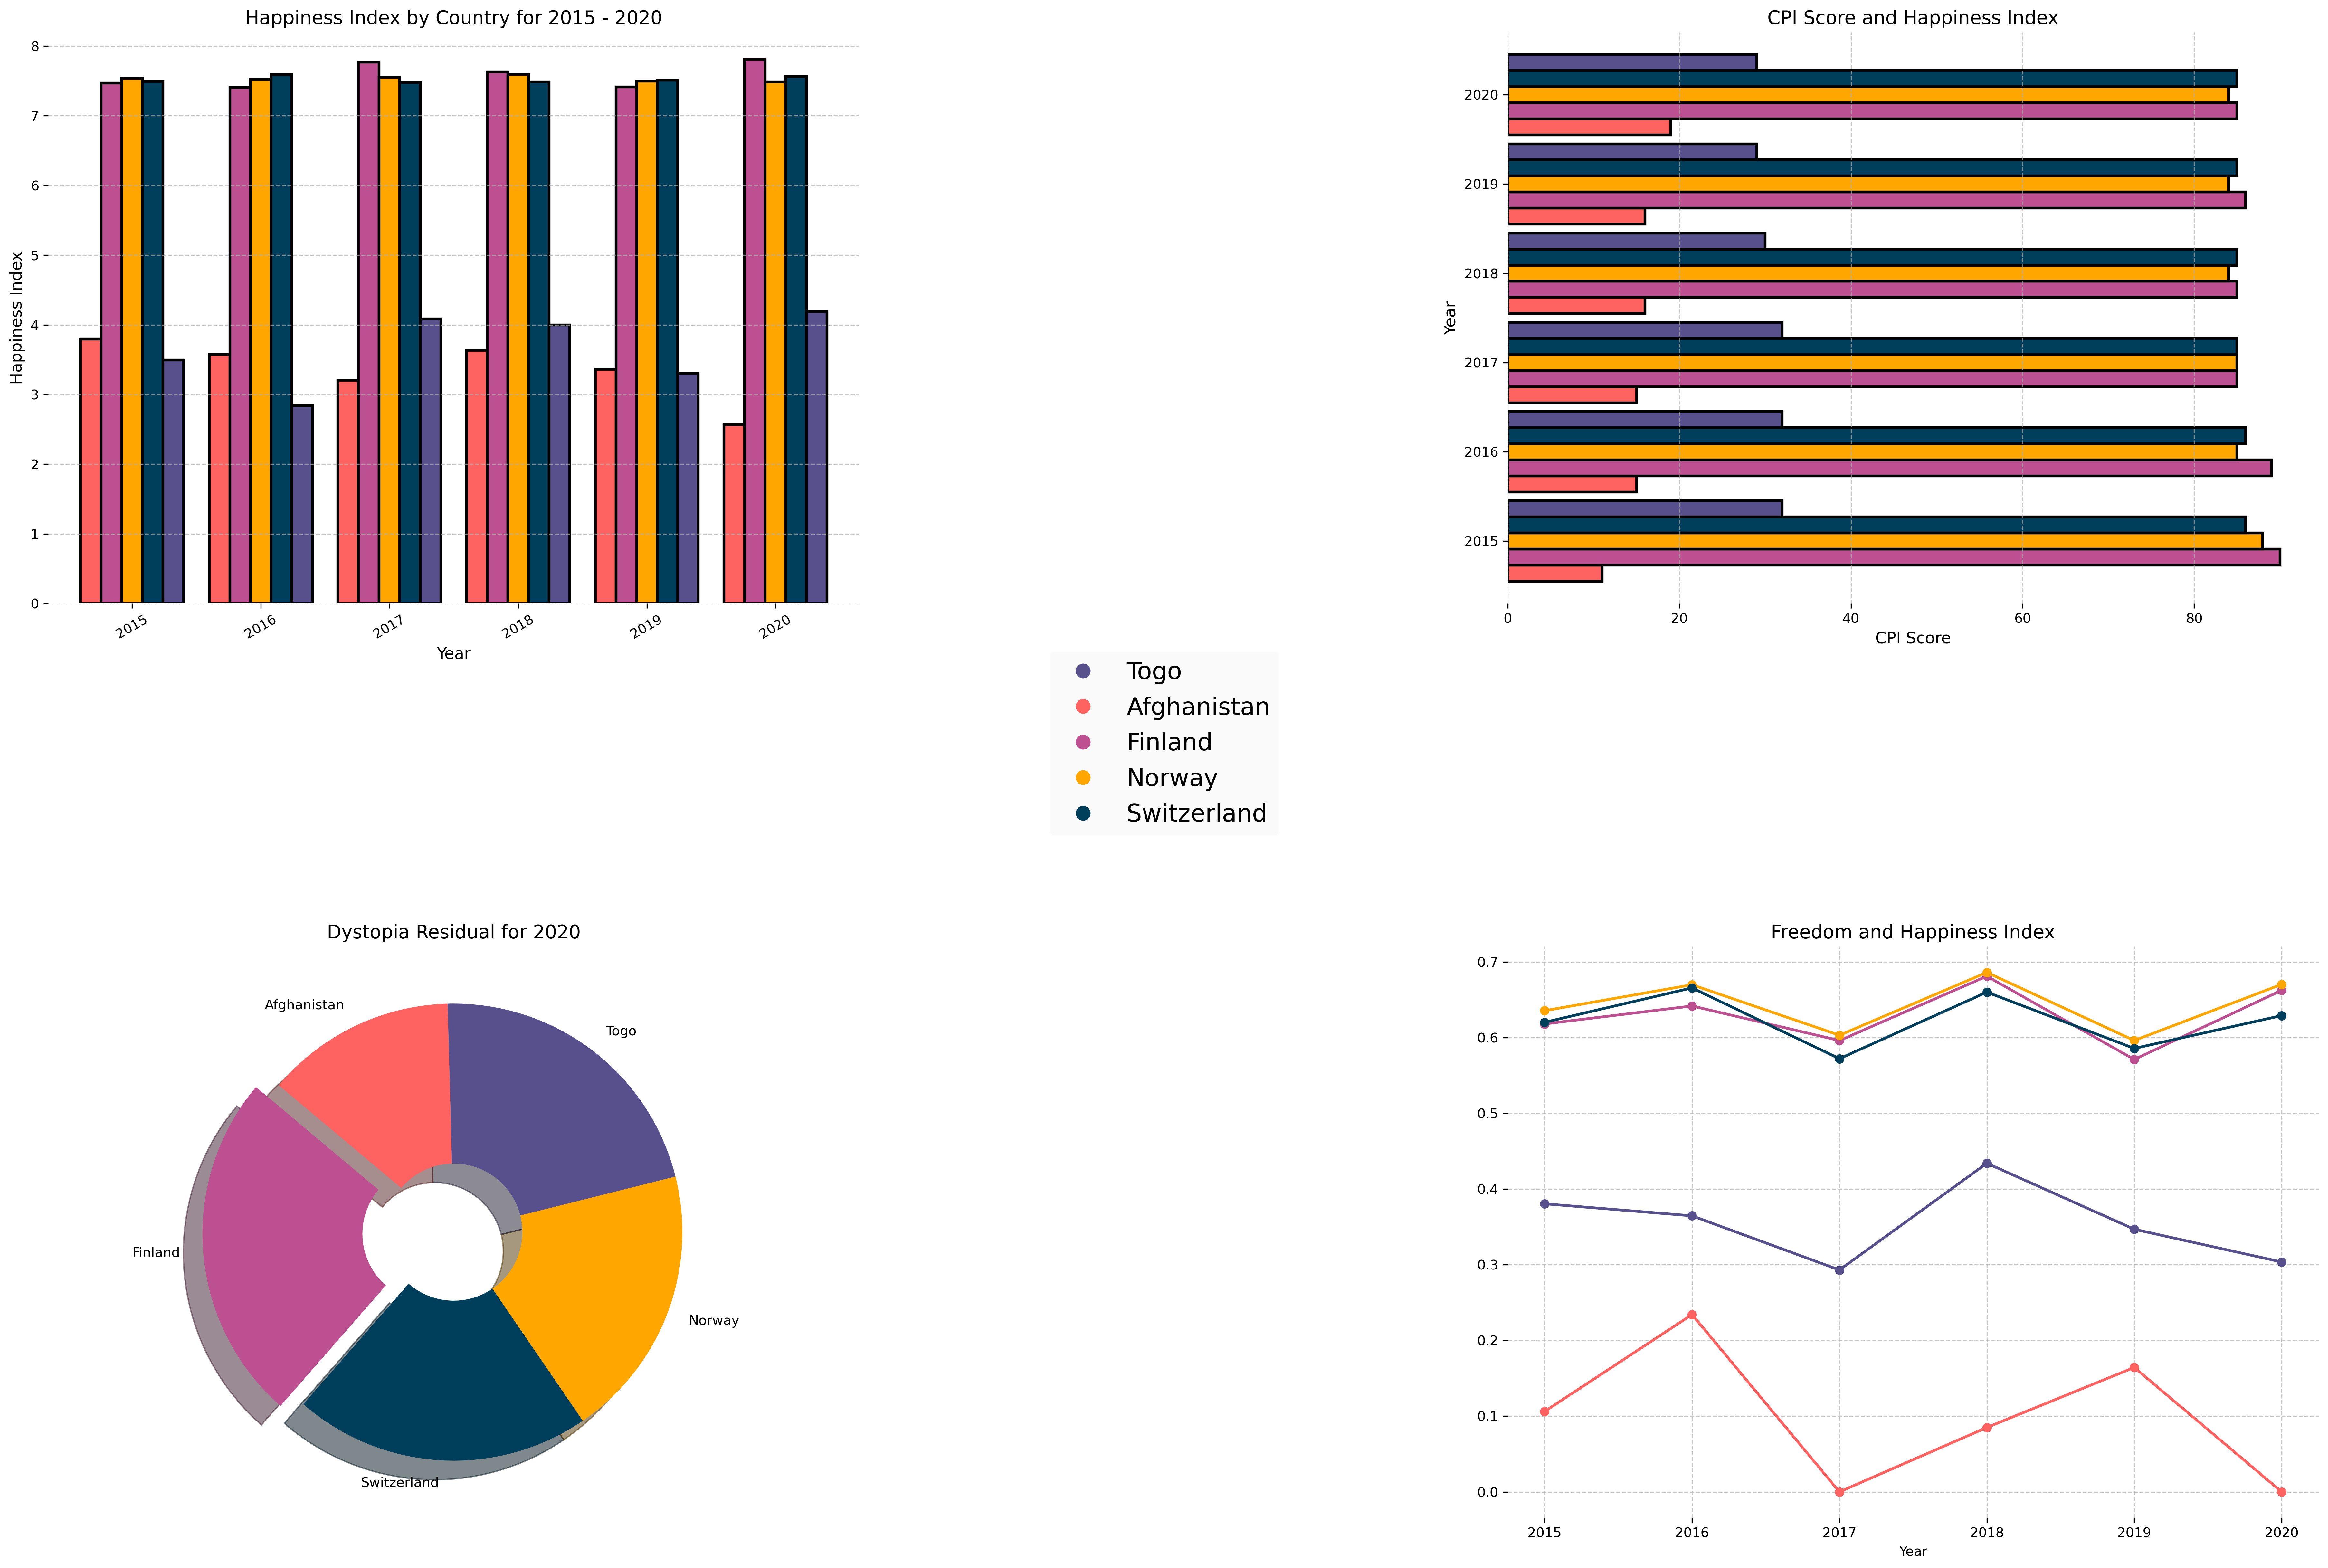 Happiness Index by Country for 2015 - 2020
8
7
6
5
4
3
2
1
0
Happiness Index
2015
2016
2017
2018
2019
2020
Year
CPI Score and Happiness Index
2020
2019
2018
2017
2016
2015
Year
0
20
40
60
80
CPI Score
Togo
Afghanistan
Finland
Norway
Switzerland
Dystopia Residual for 2020
Afghanistan
Togo
Finland
Norway
Switzerland
Freedom and Happiness Index
0.7
0.6
0.5
0.4
0.3
0.2
0.1
0.0
2015
2016
2017
2018
2019
2020
Year